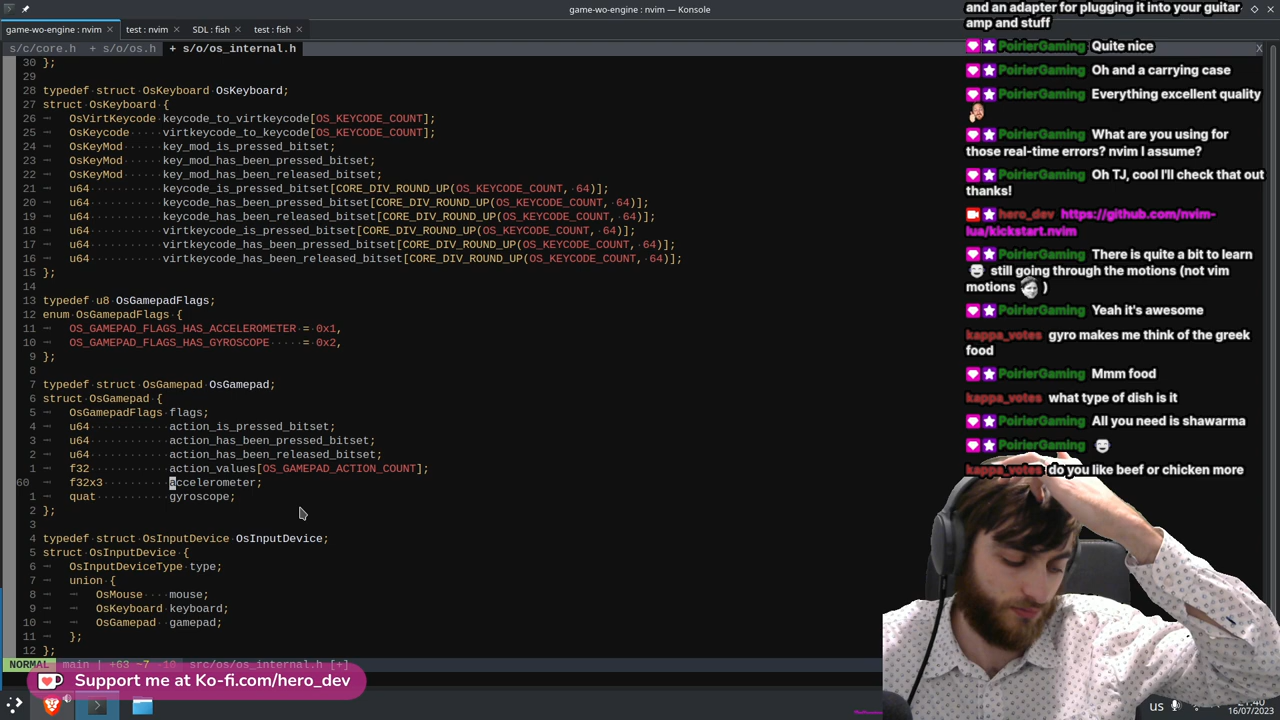 game-wo-engine : nvim — Konsole
game-wo-engine : nvim
test : nvim
SDL : fish
test : fish
s/c/core.h + s/o/os.h + s/o/os_internal.h X
30 };
29
28 typedef struct OsKeyboard OsKeyboard;
27 struct OsKeyboard {
26 OsVirtKeycode keycode_to_virtkeycode[OS_KEYCODE_COUNT];
25 OsKeycode virtkeycode_to_keycode[OS_KEYCODE_COUNT];
24 OsKeyMod key_mod_is_pressed_bitset;
23 OsKeyMod key_mod_has_been_pressed_bitset;
22 OsKeyMod key_mod_has_been_released_bitset;
21 u64 keycode_is_pressed_bitset[CORE_DIV_ROUND_UP(OS_KEYCODE_COUNT, 64)];
20 u64 keycode_has_been_pressed_bitset[CORE_DIV_ROUND_UP(OS_KEYCODE_COUNT, 64)];
19 u64 keycode_has_been_released_bitset[CORE_DIV_ROUND_UP(OS_KEYCODE_COUNT, 64)];
18 u64 virtkeycode_is_pressed_bitset[CORE_DIV_ROUND_UP(OS_KEYCODE_COUNT, 64)];
17 u64 virtkeycode_has_been_pressed_bitset[CORE_DIV_ROUND_UP(OS_KEYCODE_COUNT, 64)];
16 u64 virtkeycode_has_been_released_bitset[CORE_DIV_ROUND_UP(OS_KEYCODE_COUNT, 64)];
15 };
14
13 typedef u8 OsGamepadFlags;
12 enum OsGamepadFlags {
11 OS_GAMEPAD_FLAGS_HAS_ACCELEROMETER = 0x1,
10 OS_GAMEPAD_FLAGS_HAS_GYROSCOPE = 0x2,
9 };
8
7 typedef struct OsGamepad OsGamepad;
6 struct OsGamepad {
5 OsGamepadFlags flags;
4 u64 action_is_pressed_bitset;
3 u64 action_has_been_pressed_bitset;
2 u64 action_has_been_released_bitset;
1 f32 action_values[OS_GAMEPAD_ACTION_COUNT];
60 f32x3 accelerometer;
1 quat gyroscope;
2 };
3
4 typedef struct OsInputDevice OsInputDevice;
5 struct OsInputDevice {
6 OsInputDeviceType type;
7 union {
8 OsMouse mouse;
9 OsKeyboard keyboard;
10 OsGamepad gamepad;
11 };
12 };
NORMAL main | +63 ~7 -10 src/os/os_internal.h [+]
Support me at Ko-fi.com/hero_dev
and an adapter for plugging it into your guitar
amp and stuff
PoirierGaming Quite nice
PoirierGaming Oh and a carrying case
PoirierGaming Everything excellent quality
PoirierGaming What are you using for
those real-time errors? nvim I assume?
PoirierGaming Oh TJ, cool I'll check that out
thanks!
hero_dev https://github.com/nvim-
lua/kickstart.nvim
PoirierGaming There is quite a bit to learn
still going through the motions (not vim
motions )
PoirierGaming Yeah it's awesome
kappa_votes gyro makes me think of the greek
food
PoirierGaming Mmm food
kappa_votes what type of dish is it
PoirierGaming All you need is shawarma
PoirierGaming
kappa_votes do you like beef or chicken more
us
21:40
16/07/2023